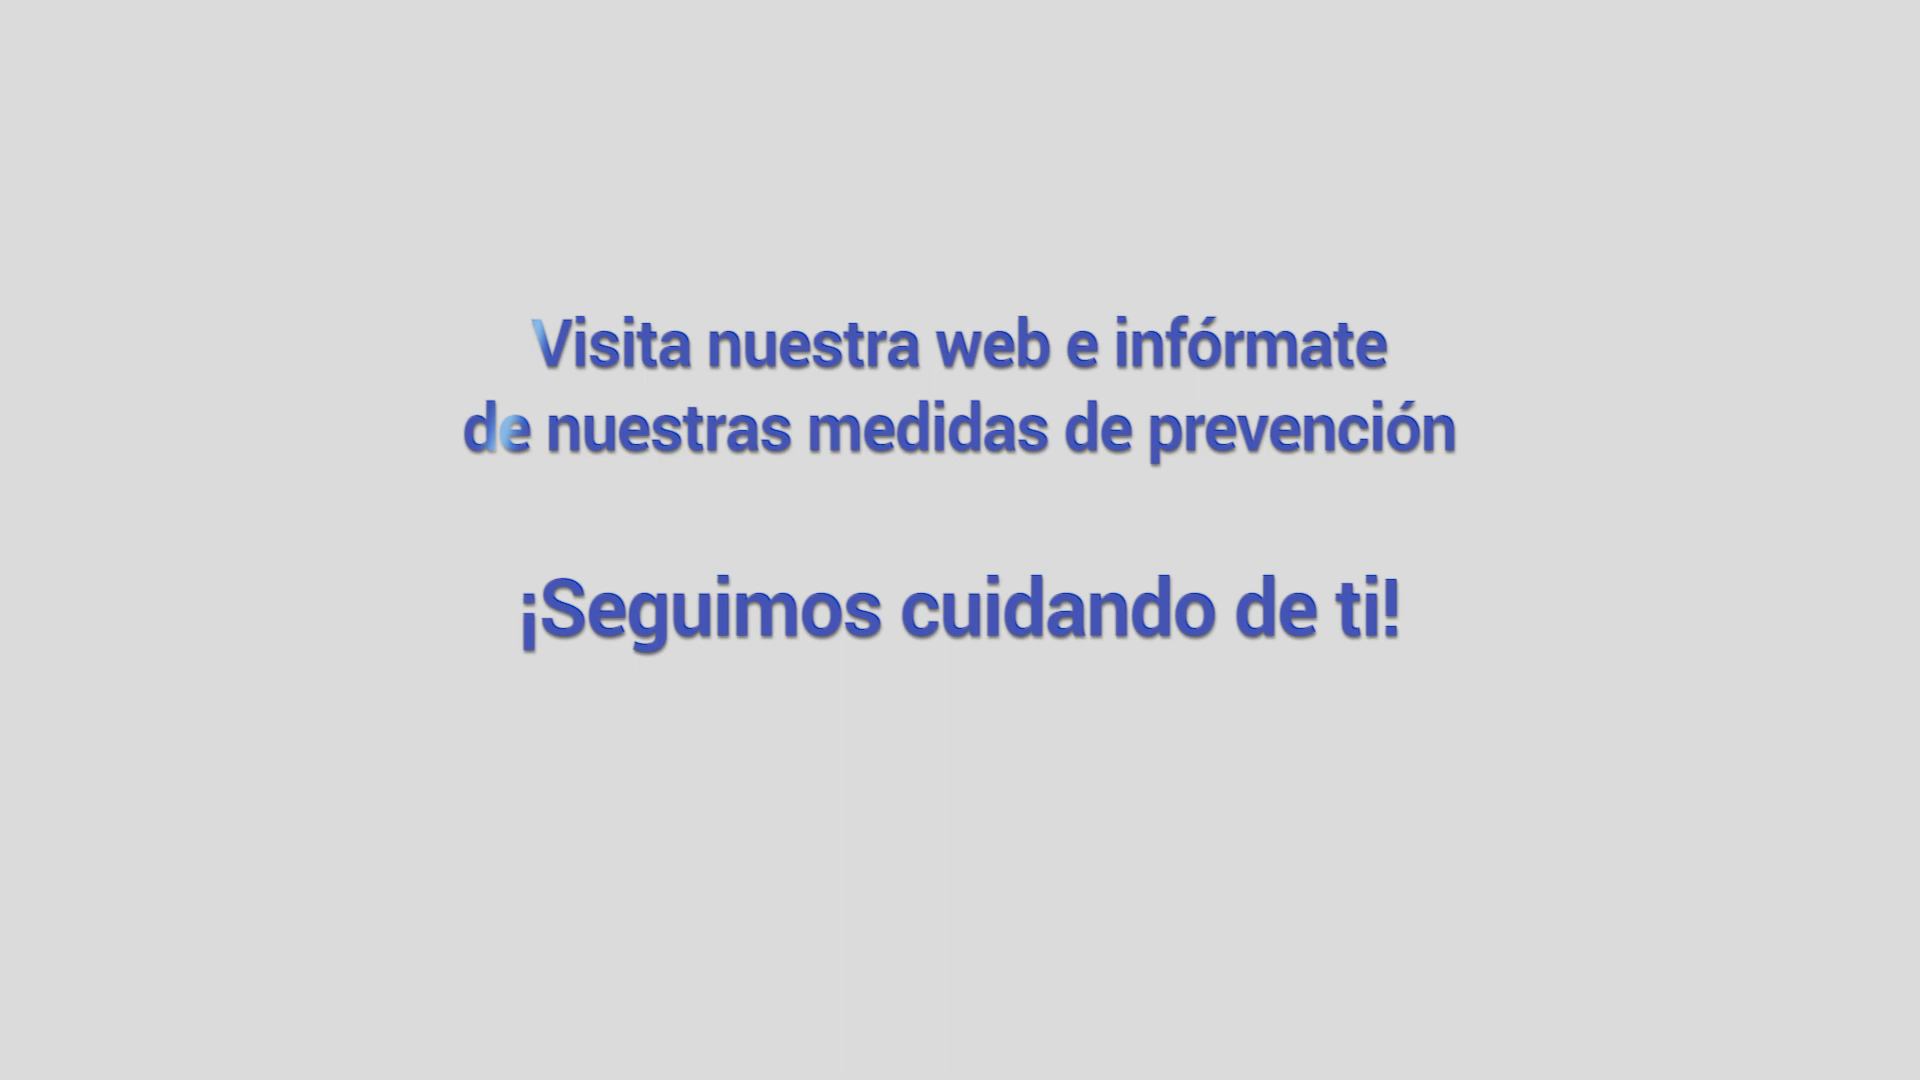 Visita nuestra web e infórmate
de nuestras medidas de prevención
¡Seguimos cuidando de ti!